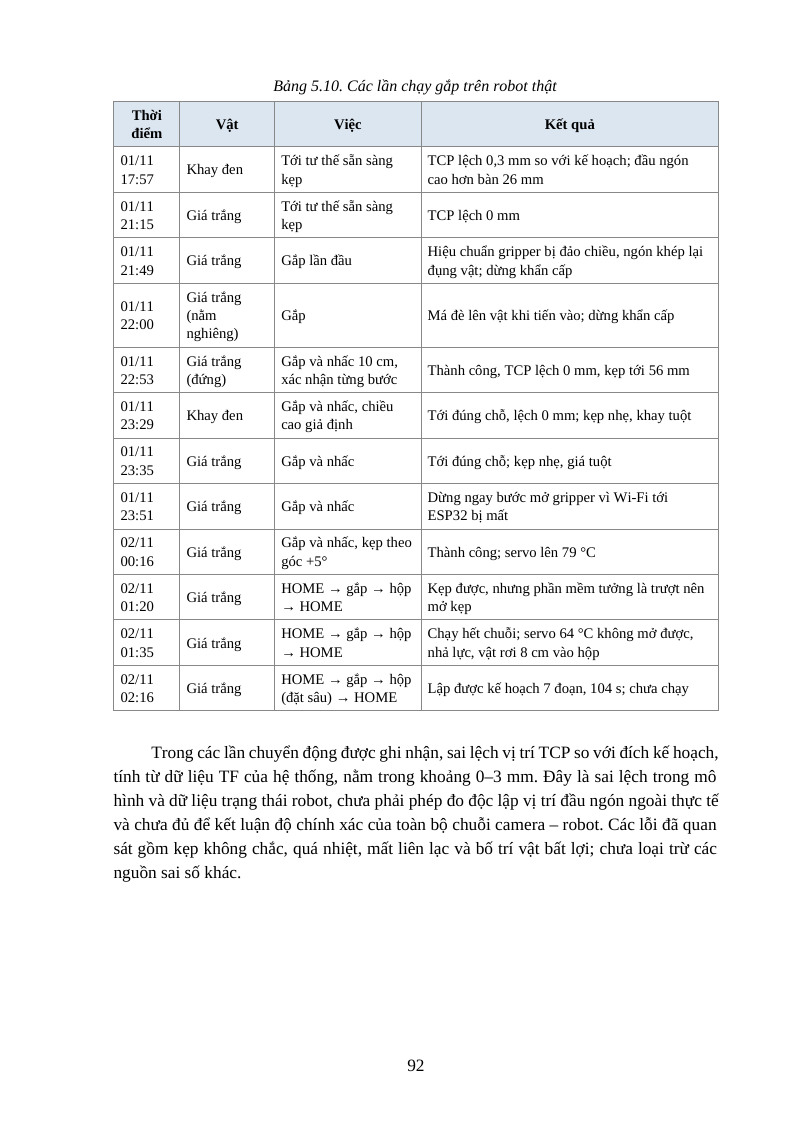 Bảng 5.10. Các lần chạy gắp trên robot thật
Thời
điểm
Vật
Việc
Kết quả
01/11
17:57
Khay đen
Tới tư thế sẵn sàng
kẹp
TCP lệch 0,3 mm so với kế hoạch; đầu ngón
cao hơn bàn 26 mm
01/11
21:15
Giá trắng
Tới tư thế sẵn sàng
kẹp
TCP lệch 0 mm
01/11
21:49
Giá trắng
Gắp lần đầu
Hiệu chuẩn gripper bị đảo chiều, ngón khép lại
đụng vật; dừng khẩn cấp
01/11
22:00
Giá trắng
(nằm
nghiêng)
Gắp
Má đè lên vật khi tiến vào; dừng khẩn cấp
01/11
22:53
Giá trắng
(đứng)
Gắp và nhấc 10 cm,
xác nhận từng bước
Thành công, TCP lệch 0 mm, kẹp tới 56 mm
01/11
23:29
Khay đen
Gắp và nhấc, chiều
cao giả định
Tới đúng chỗ, lệch 0 mm; kẹp nhẹ, khay tuột
01/11
23:35
Giá trắng
Gắp và nhấc
Tới đúng chỗ; kẹp nhẹ, giá tuột
01/11
23:51
Giá trắng
Gắp và nhấc
Dừng ngay bước mở gripper vì Wi-Fi tới
ESP32 bị mất
02/11
00:16
Giá trắng
Gắp và nhấc, kẹp theo
góc +5°
Thành công; servo lên 79 °C
02/11
01:20
Giá trắng
HOME → gắp → hộp
→ HOME
Kẹp được, nhưng phần mềm tưởng là trượt nên
mở kẹp
02/11
01:35
Giá trắng
HOME → gắp → hộp
→ HOME
Chạy hết chuỗi; servo 64 °C không mở được,
nhả lực, vật rơi 8 cm vào hộp
02/11
02:16
Giá trắng
HOME → gắp → hộp
(đặt sâu) → HOME
Lập được kế hoạch 7 đoạn, 104 s; chưa chạy
Trong các lần chuyển động được ghi nhận, sai lệch vị trí TCP so với đích kế hoạch,
tính từ dữ liệu TF của hệ thống, nằm trong khoảng 0–3 mm. Đây là sai lệch trong mô
hình và dữ liệu trạng thái robot, chưa phải phép đo độc lập vị trí đầu ngón ngoài thực tế
và chưa đủ để kết luận độ chính xác của toàn bộ chuỗi camera – robot. Các lỗi đã quan
sát gồm kẹp không chắc, quá nhiệt, mất liên lạc và bố trí vật bất lợi; chưa loại trừ các
nguồn sai số khác.
92